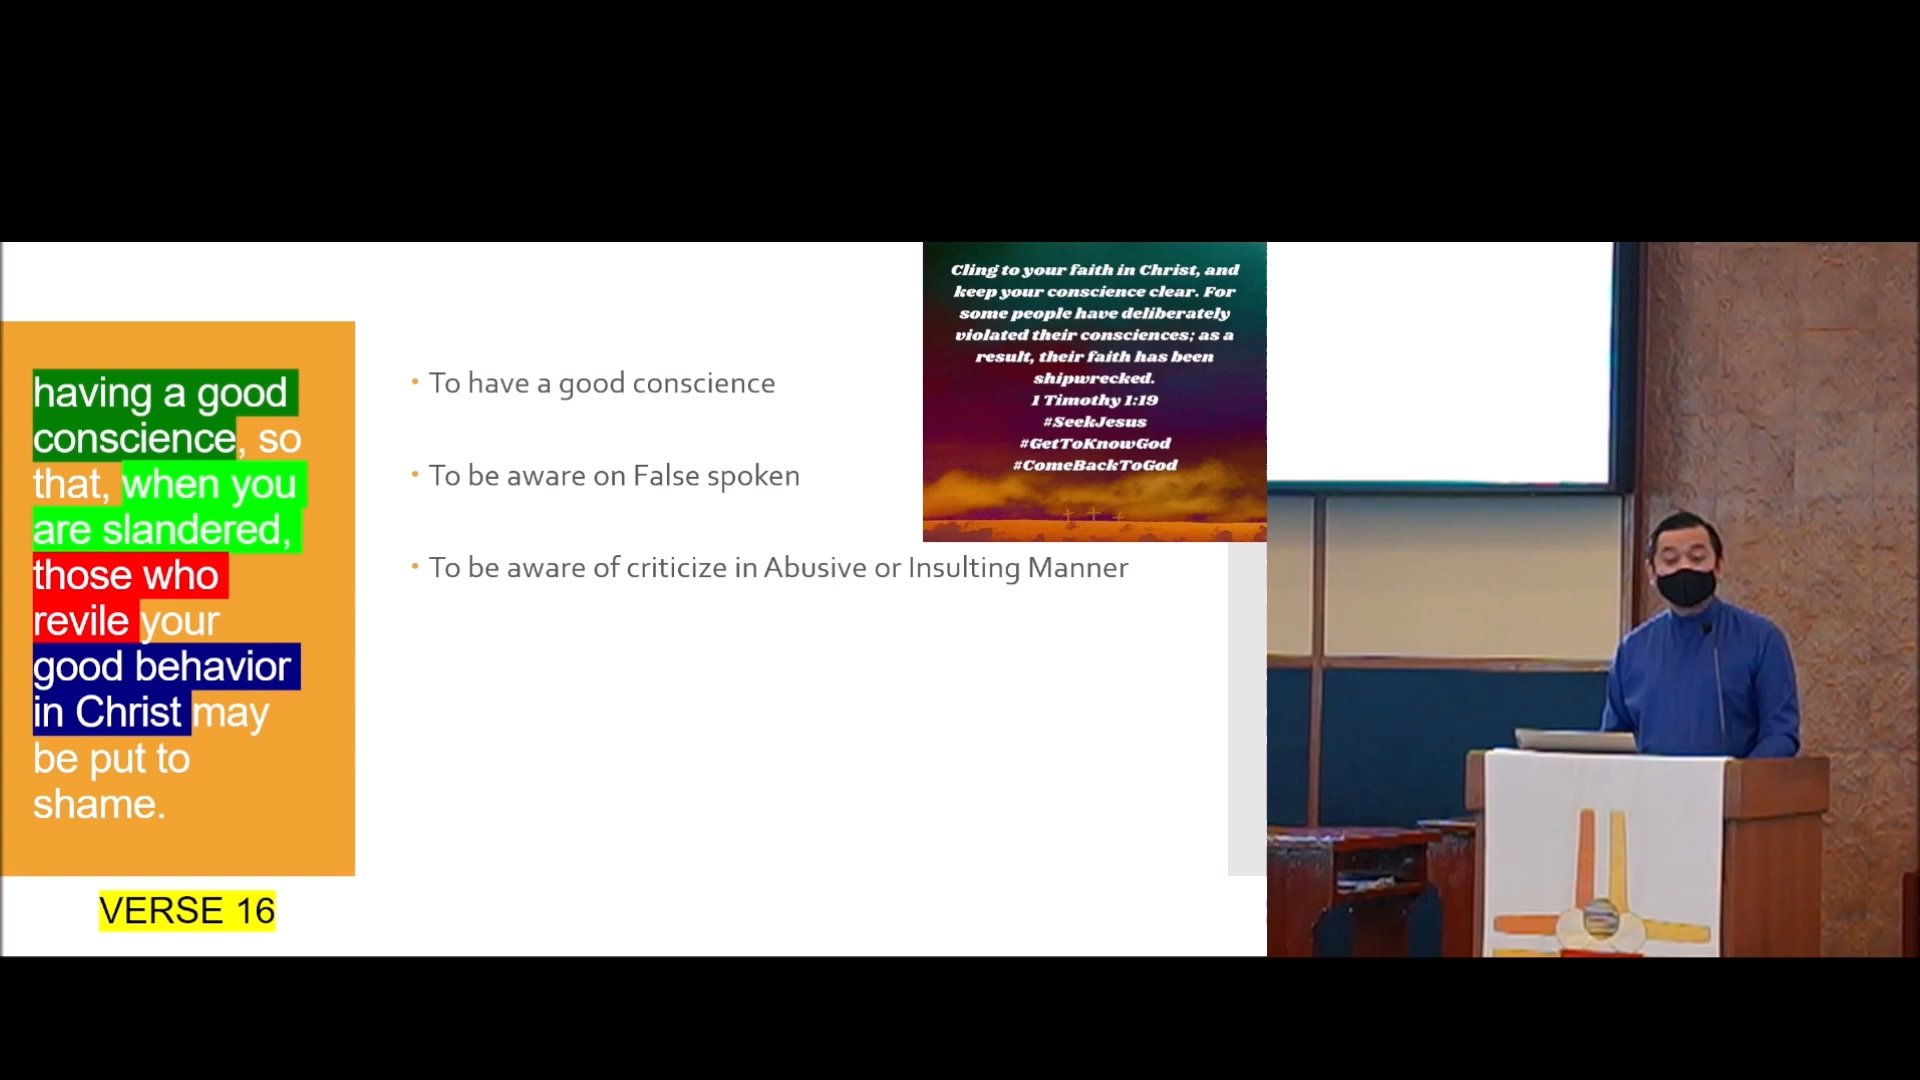 having a good
conscience, so
that, when you
are slandered,
those who
revile your
good behavior
in Christ may
be put to
shame.
VERSE 16
• To have a good conscience
• To be aware on False spoken
• To be aware of criticize in Abusive or Insulting Manner
Cling to your faith in Christ, and
keep your conscience clear. For
some people have deliberately
violated their consciences; as a
result, their faith has been
shipwrecked.
1 Timothy 1:19
#SeekJesus
#GetToKnowGod
#ComeBackToGod